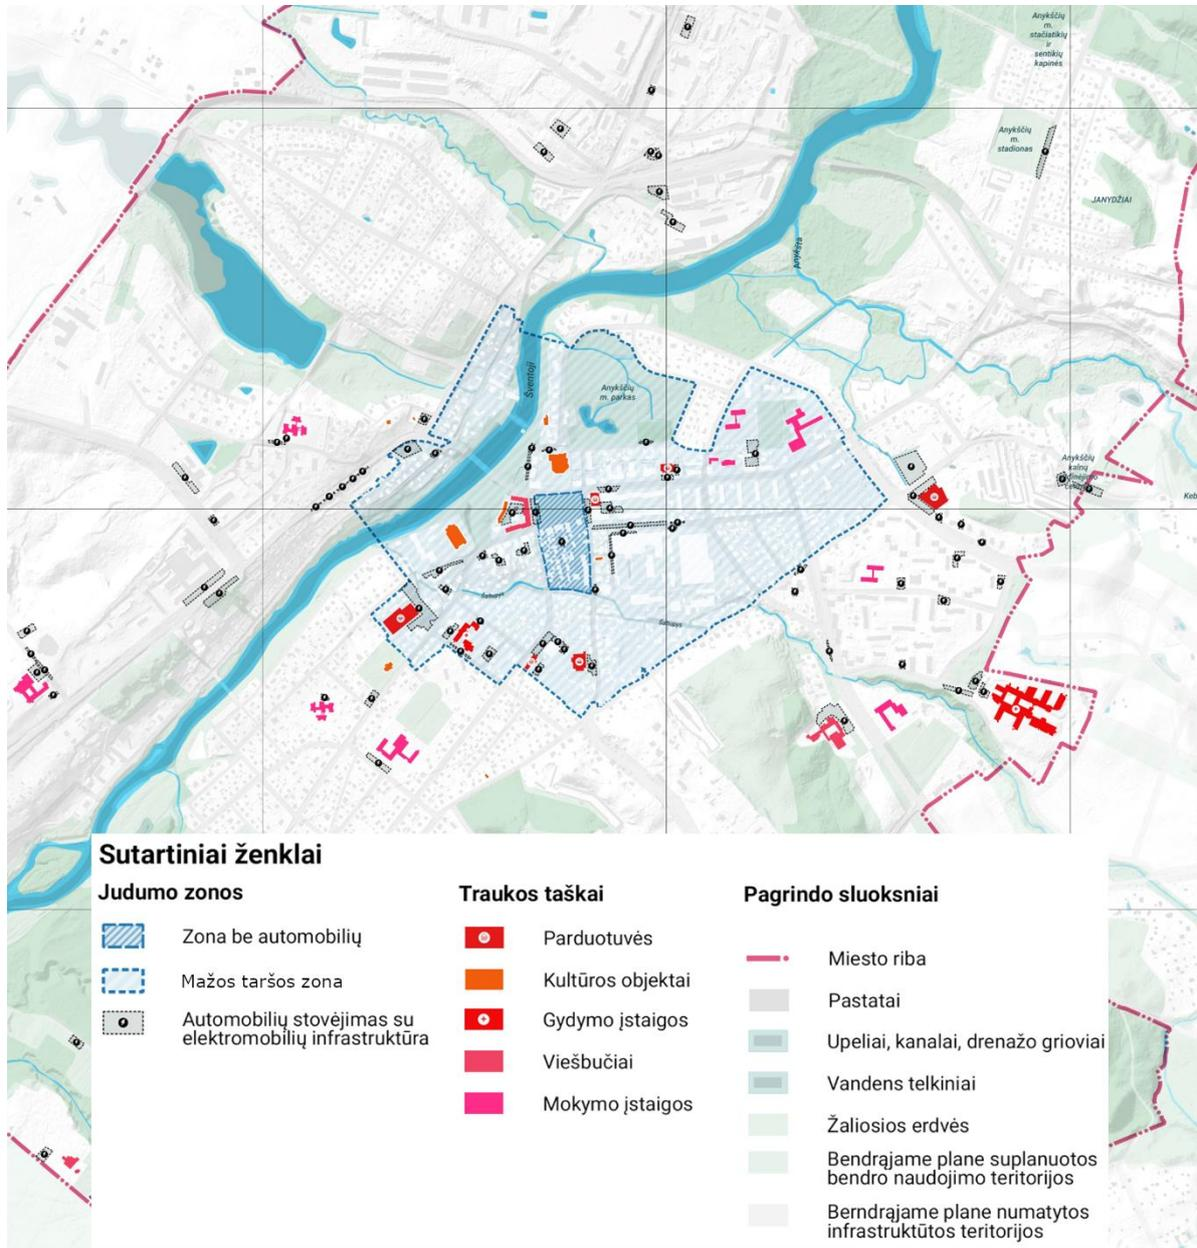 Anykščių
m.
stačiatikių
ir
sentikių
kapinės
Anykščių
m.
stadionas
JANYDŽIAI
Anykšta
Šventoji
Anykščių
m. parkas
Anykščių
kalnų
Šaltupys
Šaltupys
Sutartiniai ženklai
Judumo zonos
Zona be automobilių
Mažos taršos zona
Automobilių stovėjimas su
elektromobilių infrastruktūra
Traukos taškai
Parduotuvės
Kultūros objektai
Gydymo įstaigos
Viešbučiai
Mokymo įstaigos
Pagrindo sluoksniai
Miesto riba
Pastatai
Upeliai, kanalai, drenažo grioviai
Vandens telkiniai
Žaliosios erdvės
Bendrąjame plane suplanuotos
bendro naudojimo teritorijos
Berndrąjame plane numatytos
infrastruktūtos teritorijos